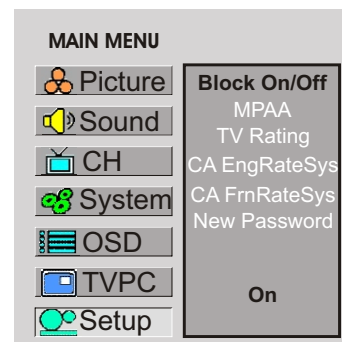 MAIN MENU
Picture
Sound
CH
System
OSD
TVPC
Setup
Block On/Off
MPAA
TV Rating
CA EngRateSys
CA FrnRateSys
New Password
On